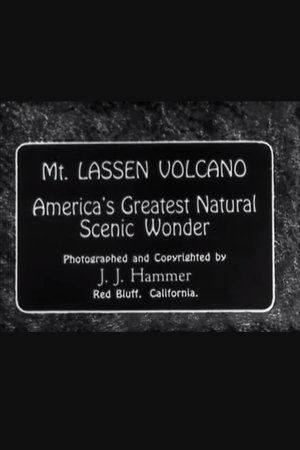 Mt. LASSEN VOLCANO
America's Greatest Natural
Scenic Wonder
Photographed and Copyrighted by
J. J. Hammer
Red Bluff. California.